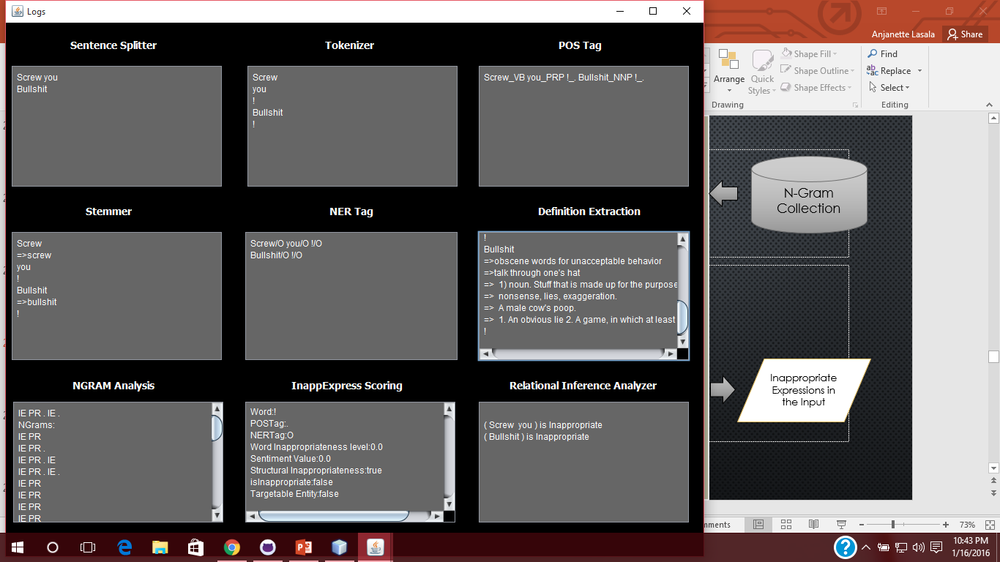 Logs
Sentence Splitter
Screw you
Bullshit
Tokenizer
Screw
you
!
Bullshit
!
POS Tag
Screw_VB you_PRP !_. Bullshit_NNP !_.
Stemmer
Screw
=>screw
you
!
Bullshit
=>bullshit
!
NER Tag
Screw/O you/O !/O
Bullshit/O !/O
Definition Extraction
!
Bullshit
=>obscene words for unacceptable behavior
=>talk through one's hat
=> 1) noun. Stuff that is made up for the purpose
=> nonsense, lies, exaggeration.
=> A male cow's poop.
=> 1. An obvious lie 2. A game, in which at least
!
NGRAM Analysis
IE PR . IE .
NGrams:
IE PR
IE PR .
IE PR . IE
IE PR . IE .
IE PR
IE PR
IE PR
IE PR
InappExpress Scoring
Word:!
POSTag:.
NERTag:O
Word Inappropriateness level:0.0
Sentiment Value:0.0
Structural Inappropriateness:true
isInappropriate:false
Targetable Entity:false
Relational Inference Analyzer
( Screw you ) is Inappropriate
( Bullshit ) is Inappropriate
Anjanette Lasala
Share
Arrange
Quick
Styles
Shape Fill
Shape Outline
Shape Effects
Drawing
Find
Replace
Select
Editing
N-Gram
Collection
Inappropriate
Expressions in
the Input
mments
73%
10:43 PM
1/16/2016